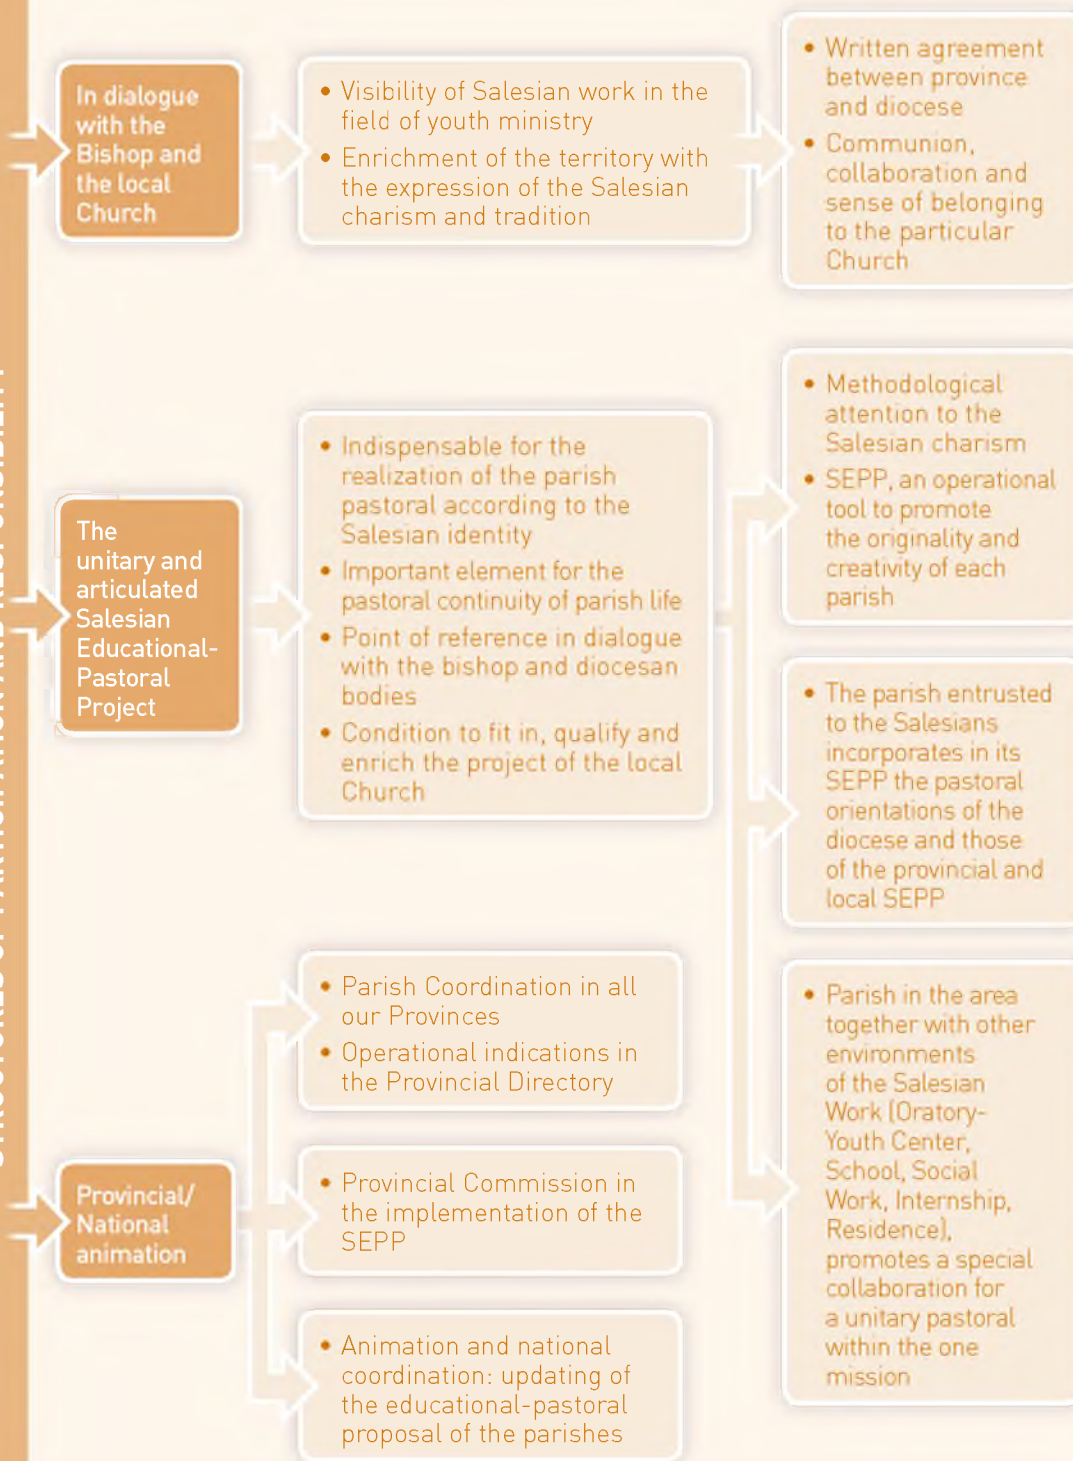 In dialogue
with the
Bishop and
the local
Church
• Visibility of Salesian work in the
field of youth ministry
• Enrichment of the territory with
the expression of the Salesian
charism and tradition
• Written agreement
between province
and diocese
• Communion,
collaboration and
sense of belonging
to the particular
Church
The
unitary and
articulated
Salesian
Educational-
Pastoral
Project
• Indispensable for the
realization of the parish
pastoral according to the
Salesian identity
• Important element for the
pastoral continuity of parish life
• Point of reference in dialogue
with the bishop and diocesan
bodies
• Condition to fit in, qualify and
enrich the project of the local
Church
• Methodological
attention to the
Salesian charism
• SEPP, an operational
tool to promote
the originality and
creativity of each
parish
• The parish entrusted
to the Salesians
incorporates in its
SEPP the pastoral
orientations of the
diocese and those
of the provincial and
local SEPP
• Parish in the area
together with other
environments
of the Salesian
Work (Oratory-
Youth Center,
School, Social
Work, Internship,
Residence),
promotes a special
collaboration for
a unitary pastoral
within the one
mission
Provincial/
National
animation
• Parish Coordination in all
our Provinces
• Operational indications in
the Provincial Directory
• Provincial Commission in
the implementation of the
SEPP
• Animation and national
coordination: updating of
the educational-pastoral
proposal of the parishes